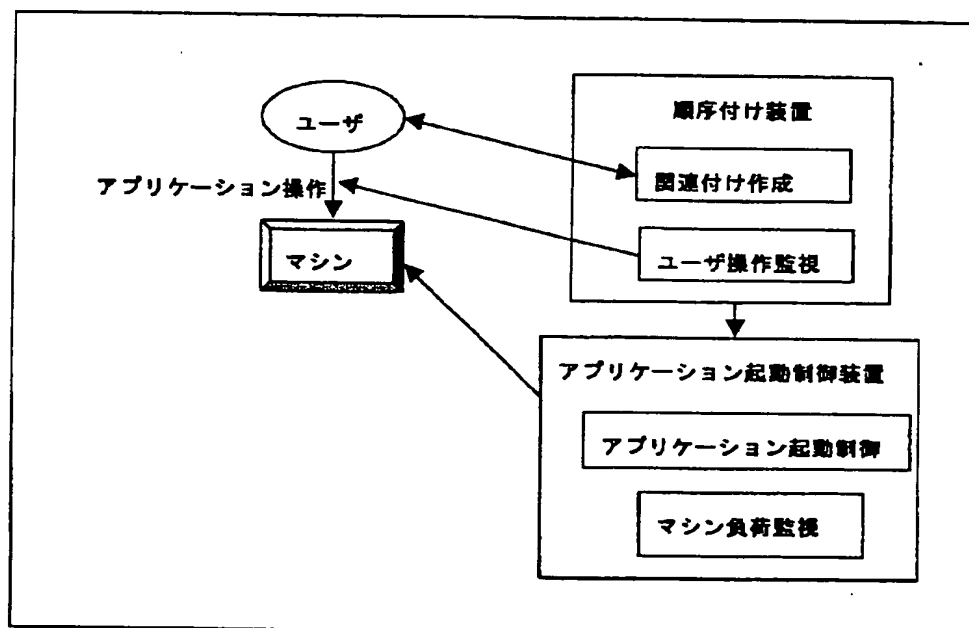 ユーザ
順序付け装置
関連付け作成
アプリケーション操作
マシン
ユーザ操作監視
アプリケーション起動制御装置
アプリケーション起動制御
マシン負荷監視